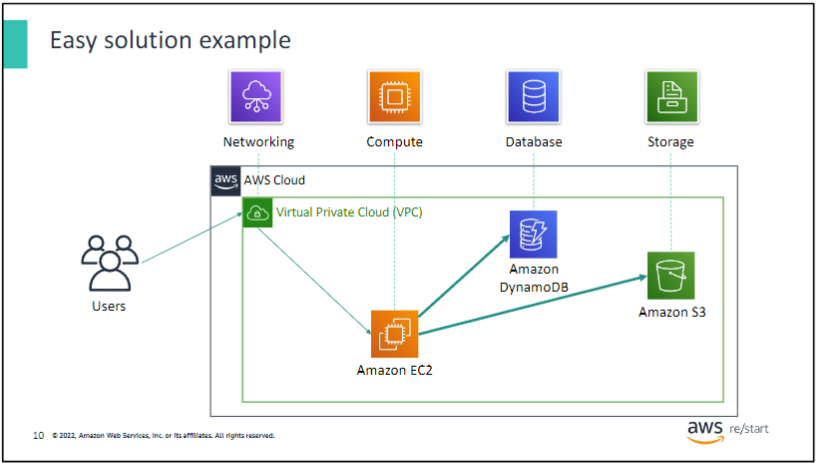 Easy solution example
Networking
Compute
Database
Storage
aws
AWS Cloud
Virtual Private Cloud (VPC)
Users
Amazon
DynamoDB
Amazon S3
Amazon EC2
10
© 2022, Amazon Web Services, Inc. or its affiliates. All rights reserved.
aws re/start